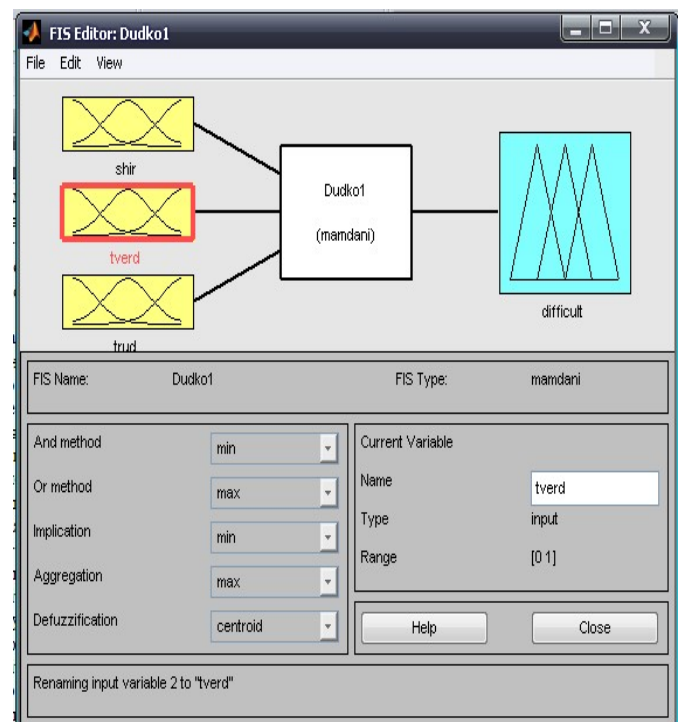 FIS Editor: Dudko1
File Edit View
shir
tverd
trud
Dudko1
(mamdani)
difficult
FIS Name: Dudko1 FIS Type: mamdani
And method min
Or method max
Implication min
Aggregation max
Defuzzification centroid
Current Variable
Name tverd
Type input
Range [0 1]
Help Close
Renaming input variable 2 to "tverd"